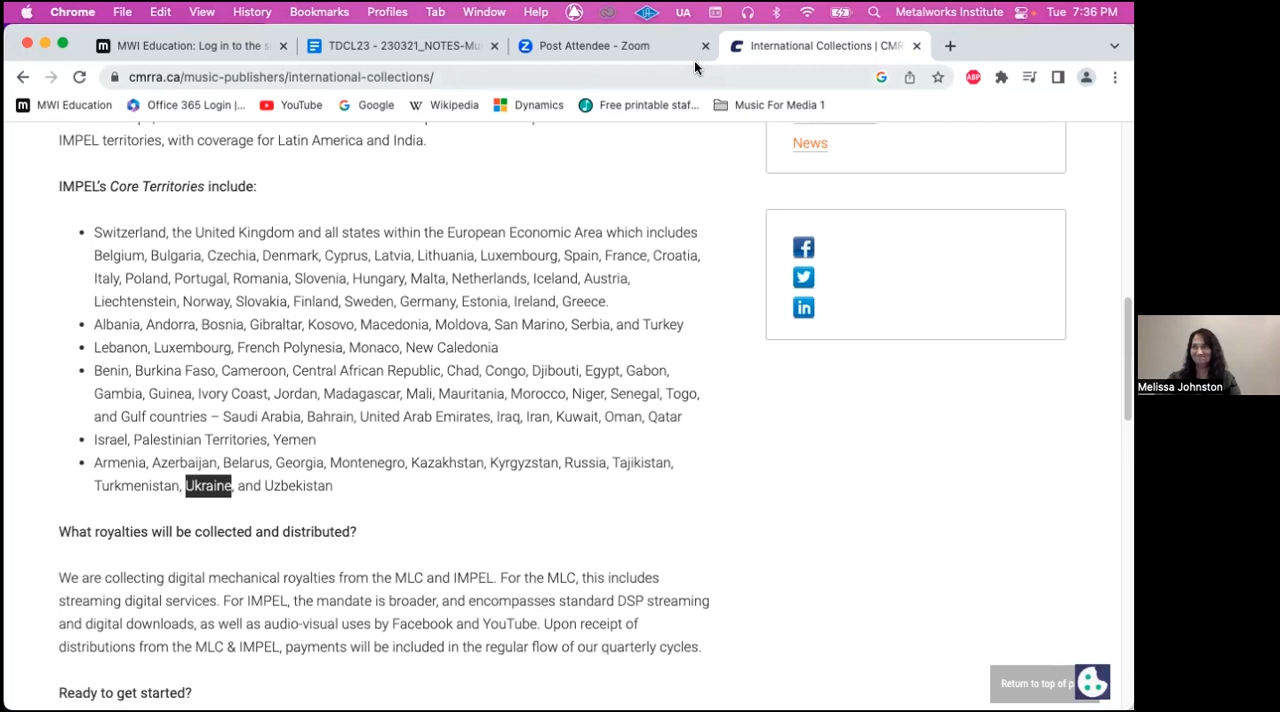 Chrome File Edit View History Bookmarks Profiles Tab Window Help UA Metalworks Institute Tue 7:36 PM
MWI Education: Log in to the s TDCL23 - 230321_NOTES-Mu Post Attendee - Zoom International Collections | CMR
cmrra.ca/music-publishers/international-collections/
MWI Education Office 365 Login |... YouTube Google Wikipedia Dynamics Free printable staf... Music For Media 1
IMPEL territories, with coverage for Latin America and India.
News
IMPEL's Core Territories include:
• Switzerland, the United Kingdom and all states within the European Economic Area which includes
Belgium, Bulgaria, Czechia, Denmark, Cyprus, Latvia, Lithuania, Luxembourg, Spain, France, Croatia,
Italy, Poland, Portugal, Romania, Slovenia, Hungary, Malta, Netherlands, Iceland, Austria,
Liechtenstein, Norway, Slovakia, Finland, Sweden, Germany, Estonia, Ireland, Greece.
• Albania, Andorra, Bosnia, Gibraltar, Kosovo, Macedonia, Moldova, San Marino, Serbia, and Turkey
• Lebanon, Luxembourg, French Polynesia, Monaco, New Caledonia
• Benin, Burkina Faso, Cameroon, Central African Republic, Chad, Congo, Djibouti, Egypt, Gabon,
Gambia, Guinea, Ivory Coast, Jordan, Madagascar, Mali, Mauritania, Morocco, Niger, Senegal, Togo,
and Gulf countries – Saudi Arabia, Bahrain, United Arab Emirates, Iraq, Iran, Kuwait, Oman, Qatar
• Israel, Palestinian Territories, Yemen
• Armenia, Azerbaijan, Belarus, Georgia, Montenegro, Kazakhstan, Kyrgyzstan, Russia, Tajikistan,
Turkmenistan, Ukraine, and Uzbekistan
Melissa Johnston
What royalties will be collected and distributed?
We are collecting digital mechanical royalties from the MLC and IMPEL. For the MLC, this includes
streaming digital services. For IMPEL, the mandate is broader, and encompasses standard DSP streaming
and digital downloads, as well as audio-visual uses by Facebook and YouTube. Upon receipt of
distributions from the MLC & IMPEL, payments will be included in the regular flow of our quarterly cycles.
Ready to get started?
Return to top of p